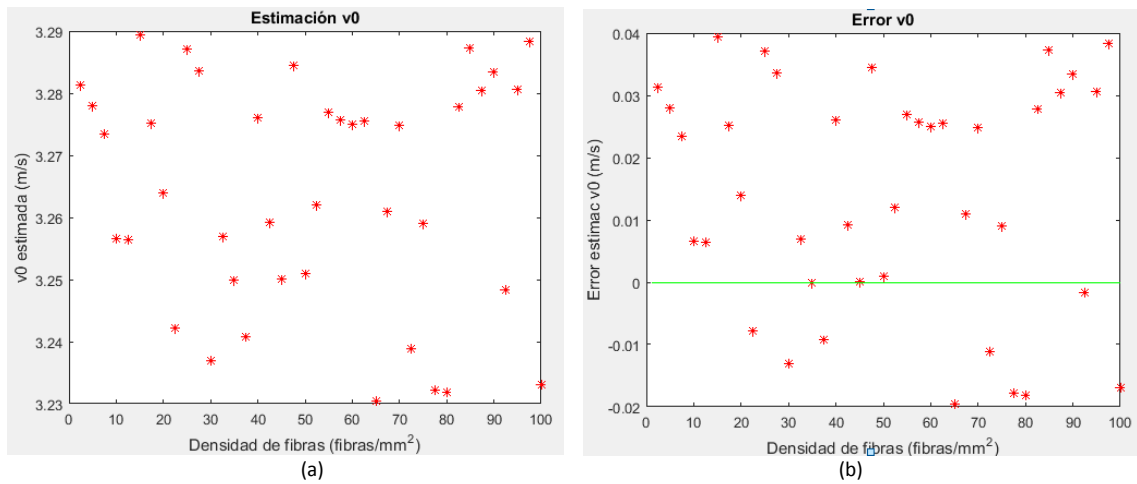 Estimación v0
3.29
3.28
3.27
3.26
3.25
3.24
3.23
v0 estimada (m/s)
0 10 20 30 40 50 60 70 80 90 100
Densidad de fibras (fibras/mm²)
(a)
Error v0
0.04
0.03
0.02
0.01
0
-0.01
-0.02
Error estimac v0 (m/s)
0 10 20 30 40 50 60 70 80 90 100
Densidad de fibras (fibras/mm²)
(b)